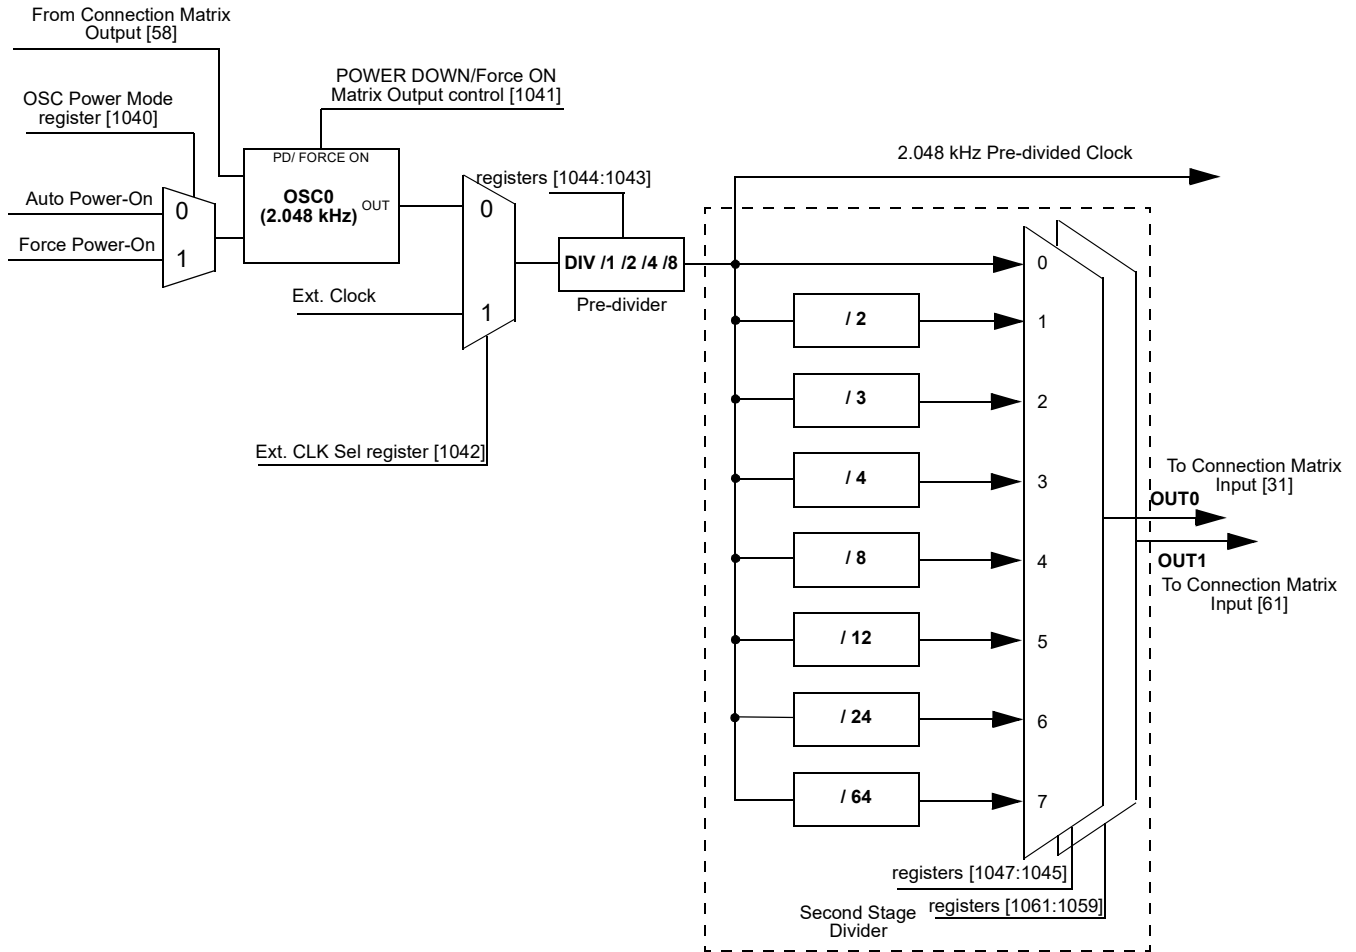 From Connection Matrix
Output [58]
POWER DOWN/Force ON
Matrix Output control [1041]
OSC Power Mode
register [1040]
PD/ FORCE ON
OSC0
(2.048 kHz)
OUT
Auto Power-On
0
Force Power-On
1
registers [1044:1043]
0
Ext. Clock
1
DIV /1 /2 /4 /8
Pre-divider
Ext. CLK Sel register [1042]
2.048 kHz Pre-divided Clock
0
/ 2
1
/ 3
2
/ 4
3
/ 8
4
/ 12
5
/ 24
6
/ 64
7
To Connection Matrix
Input [31]
OUT0
OUT1
To Connection Matrix
Input [61]
registers [1047:1045]
registers [1061:1059]
Second Stage
Divider